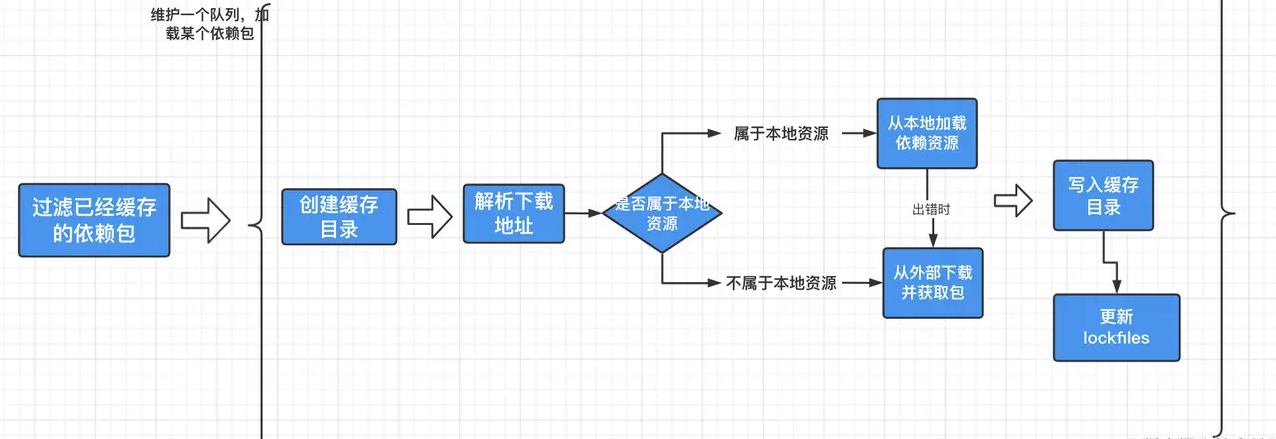 维护一个队列，加
载某个依赖包
过滤已经缓存
的依赖包
创建缓存
目录
解析下载
地址
是否属于本地
资源
属于本地资源
从本地加载
依赖资源
出错时
不属于本地资源
从外部下载
并获取包
写入缓存
目录
更新
lockfiles